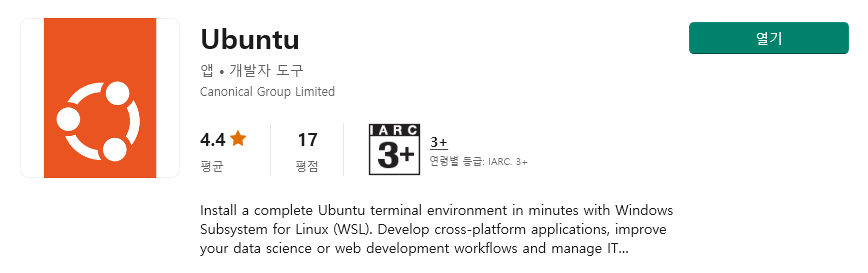 Ubuntu
열기
앱 • 개발자 도구
Canonical Group Limited
4.4
평균
17
평점
IARC
3+
3+
연령별 등급: IARC. 3+
Install a complete Ubuntu terminal environment in minutes with Windows
Subsystem for Linux (WSL). Develop cross-platform applications, improve
your data science or web development workflows and manage IT...